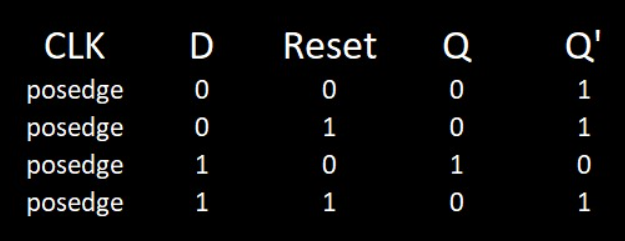 CLK D Reset Q Q'
posedge 0 0 0 1
posedge 0 1 0 1
posedge 1 0 1 0
posedge 1 1 0 1